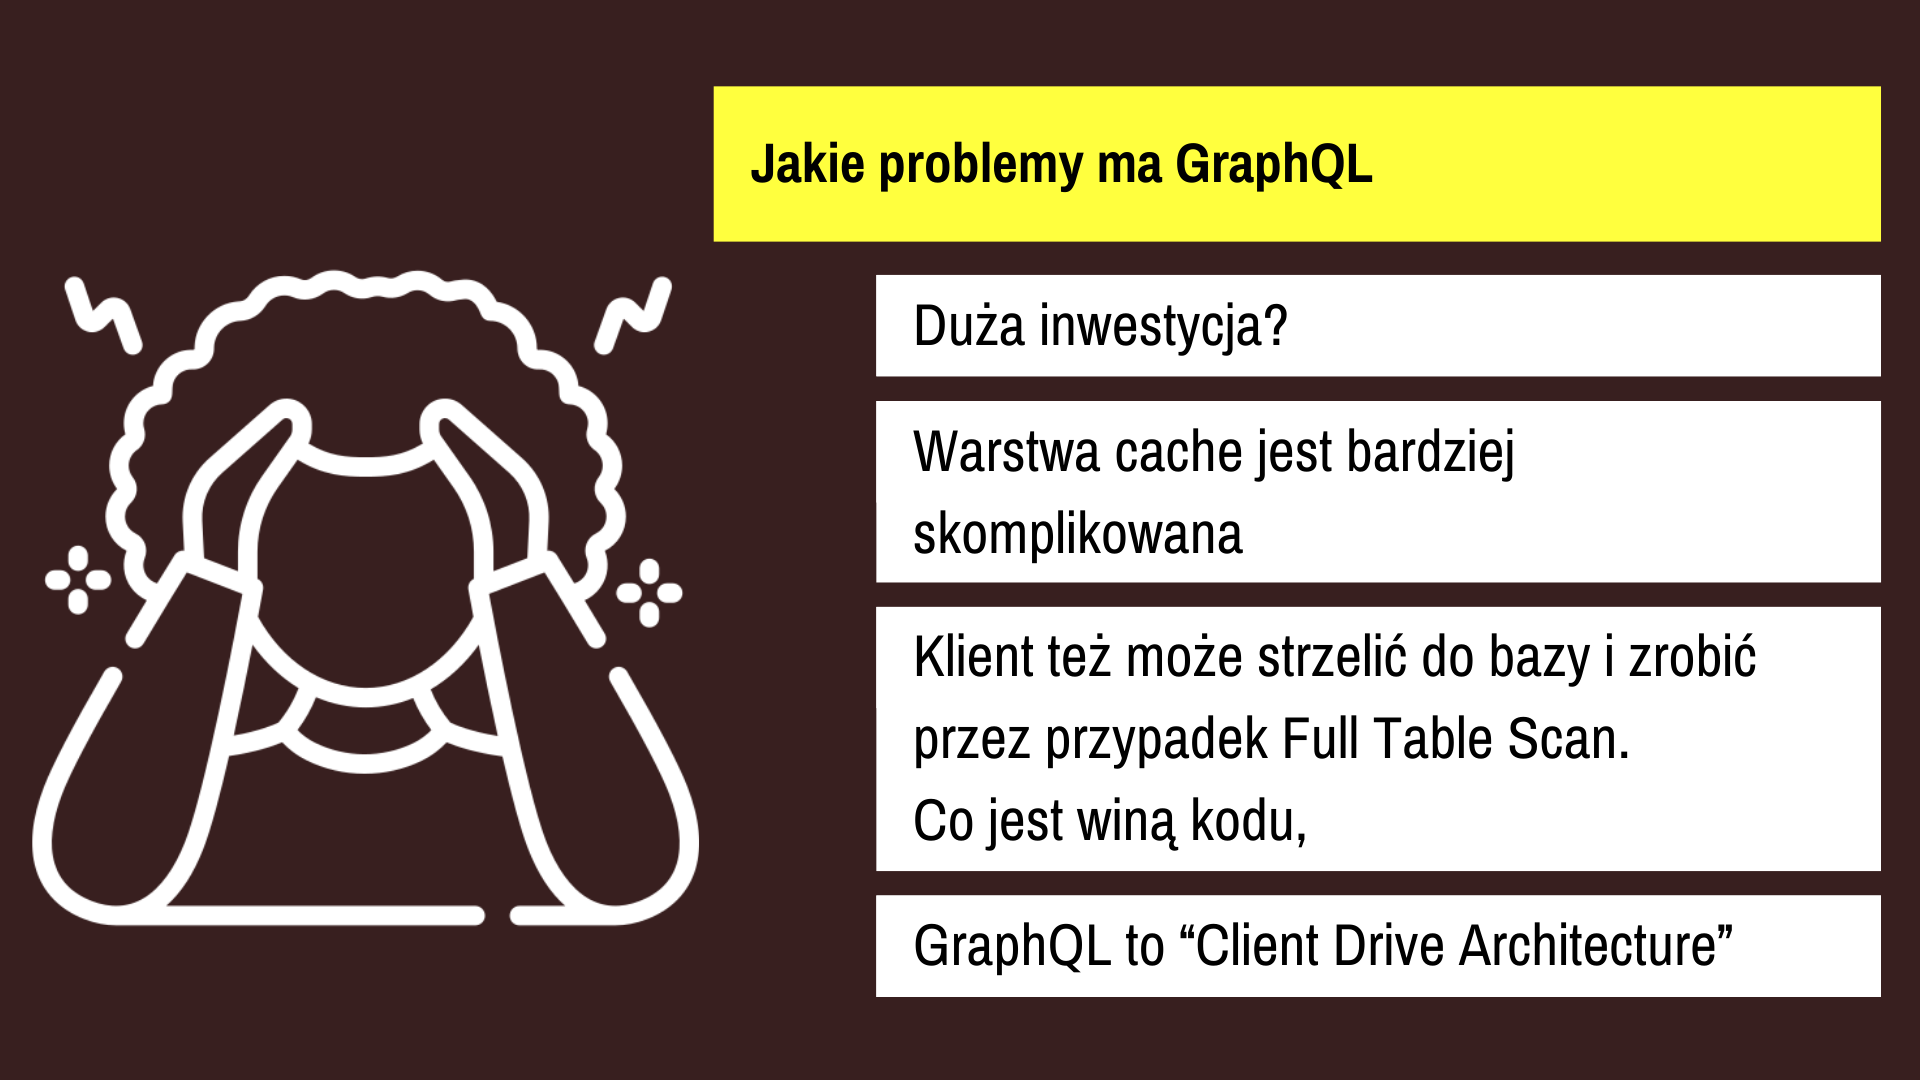 Jakie problemy ma GraphQL
Duża inwestycja?
Warstwa cache jest bardziej
skomplikowana
Klient też może strzelić do bazy i zrobić
przez przypadek Full Table Scan.
Co jest winą kodu,
GraphQL to “Client Drive Architecture”